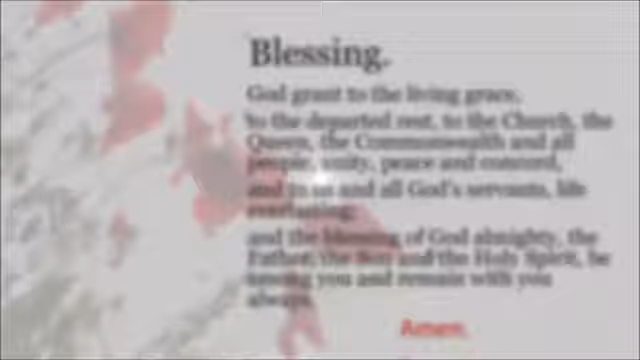 Blessing.
God grant to the living grace,
to the departed rest, to the Church, the
Queen, the Commonwealth and all
people, unity, peace and concord,
and to us and all God's servants, life
everlasting;
and the blessing of God almighty, the
Father, the Son and the Holy Spirit, be
among you and remain with you
always.
Amen.